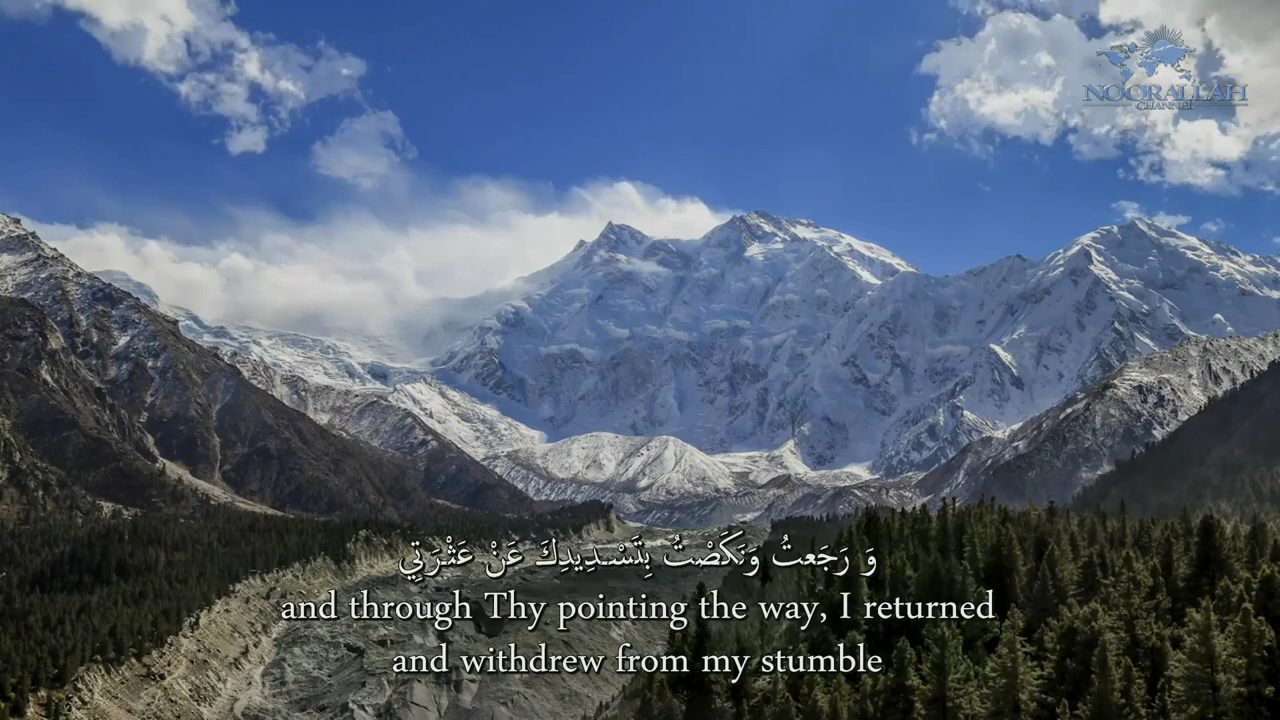 NOORALLAH
CHANNEL
وَ رَجَعتُ وَنَكَصْتُ بِتَسْدِيدِكَ عَنْ عَثْرَتِي
and through Thy pointing the way, I returned
and withdrew from my stumble